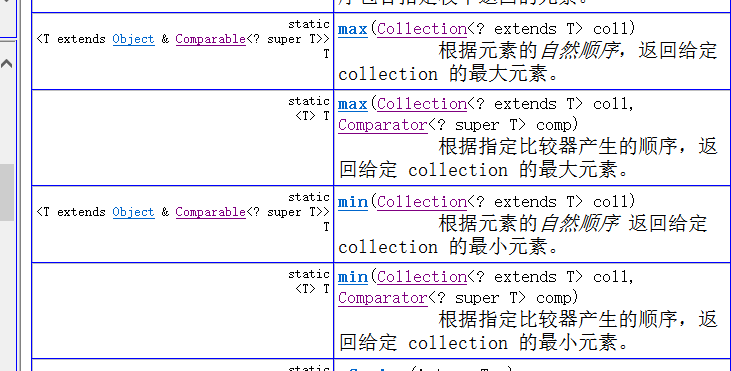 static
<T extends Object & Comparable<? super T>>
T
max(Collection<? extends T> coll)
根据元素的自然顺序，返回给定
collection 的最大元素。
static
<T> T
max(Collection<? extends T> coll,
Comparator<? super T> comp)
根据指定比较器产生的顺序，返
回给定 collection 的最大元素。
static
<T extends Object & Comparable<? super T>>
T
min(Collection<? extends T> coll)
根据元素的自然顺序 返回给定
collection 的最小元素。
static
<T> T
min(Collection<? extends T> coll,
Comparator<? super T> comp)
根据指定比较器产生的顺序，返
回给定 collection 的最小元素。
static